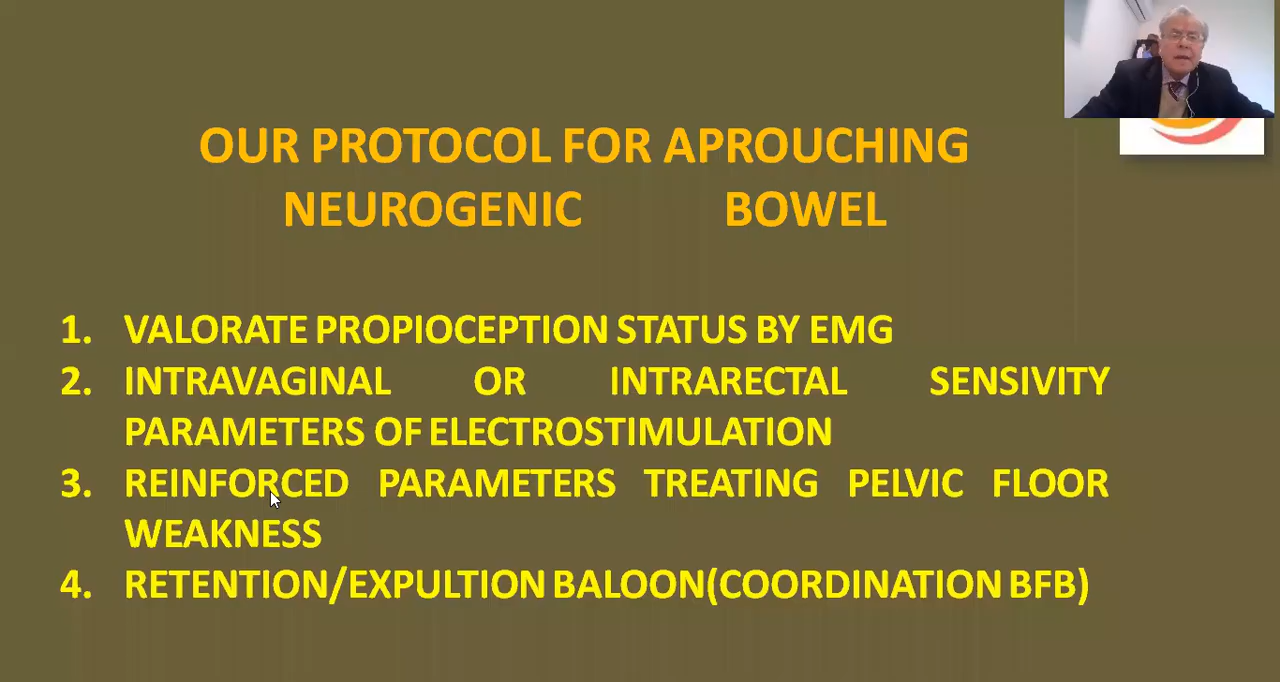 OUR PROTOCOL FOR APROUCHING
NEUROGENIC BOWEL
1. VALORATE PROPIOCEPTION STATUS BY EMG
2. INTRAVAGINAL OR INTRARECTAL SENSIVITY
PARAMETERS OF ELECTROSTIMULATION
3. REINFORCED PARAMETERS TREATING PELVIC FLOOR
WEAKNESS
4. RETENTION/EXPULTION BALOON(COORDINATION BFB)